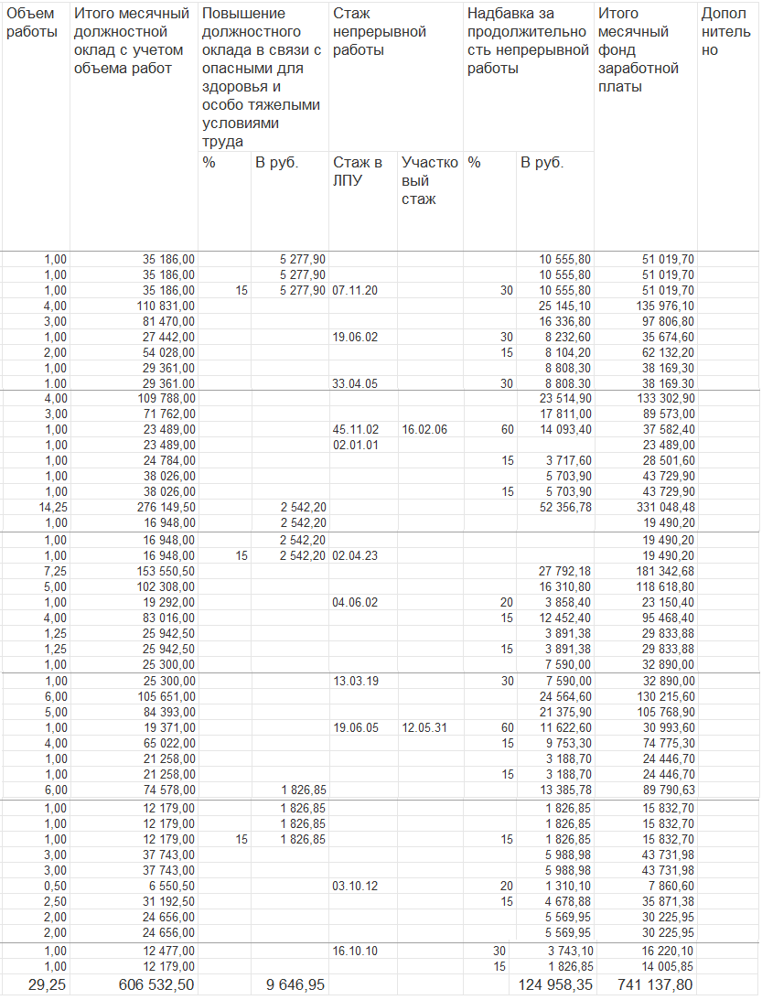 Объем работы | Итого месячный должностной оклад с учетом объема работ | Повышение должностного оклада в связи с опасными для здоровья и особо тяжелыми условиями труда | Стаж непрерывной работы | Надбавка за продолжительно сть непрерывной работы | Итого месячный фонд заработной платы | Допол нитель но
% | В руб. | Стаж в ЛПУ | Участко вый стаж | % | В руб.
1,00 35 186,00 5 277,90 10 555,80 51 019,70
1,00 35 186,00 5 277,90 10 555,80 51 019,70
1,00 35 186,00 15 5 277,90 07.11.20 30 10 555,80 51 019,70
4,00 110 831,00 25 145,10 135 976,10
3,00 81 470,00 16 336,80 97 806,80
1,00 27 442,00 19.06.02 30 8 232,60 35 674,60
2,00 54 028,00 15 8 104,20 62 132,20
1,00 29 361,00 8 808,30 38 169,30
1.00 29 361.00 33.04.05 30 8 808.30 38 169.30
4,00 109 788,00 23 514,90 133 302,90
3,00 71 762,00 17 811,00 89 573,00
1,00 23 489,00 45.11.02 16.02.06 60 14 093,40 37 582,40
1,00 23 489,00 02.01.01 23 489,00
1,00 24 784,00 15 3 717,60 28 501,60
1,00 38 026,00 5 703,90 43 729,90
1,00 38 026,00 15 5 703,90 43 729,90
14,25 276 149,50 2 542,20 52 356,78 331 048,48
1,00 16 948,00 2 542,20 19 490,20
1,00 16 948,00 2 542,20 19 490,20
1,00 16 948,00 15 2 542,20 02.04.23 19 490,20
7,25 153 550,50 27 792,18 181 342,68
5,00 102 308,00 16 310,80 118 618,80
1,00 19 292,00 04.06.02 20 3 858,40 23 150,40
4,00 83 016,00 15 12 452,40 95 468,40
1,25 25 942,50 3 891,38 29 833,88
1,25 25 942,50 15 3 891,38 29 833,88
1,00 25 300,00 7 590,00 32 890,00
1,00 25 300,00 13.03.19 30 7 590,00 32 890,00
6,00 105 651,00 24 564,60 130 215,60
5,00 84 393,00 21 375,90 105 768,90
1,00 19 371,00 19.06.05 12.05.31 60 11 622,60 30 993,60
4,00 65 022,00 15 9 753,30 74 775,30
1,00 21 258,00 3 188,70 24 446,70
1,00 21 258,00 15 3 188,70 24 446,70
6,00 74 578,00 1 826,85 13 385,78 89 790,63
1,00 12 179,00 1 826,85 1 826,85 15 832,70
1,00 12 179,00 1 826,85 1 826,85 15 832,70
1,00 12 179,00 15 1 826,85 15 1 826,85 15 832,70
3,00 37 743,00 5 988,98 43 731,98
3,00 37 743,00 5 988,98 43 731,98
0,50 6 550,50 03.10.12 20 1 310,10 7 860,60
2,50 31 192,50 15 4 678,88 35 871,38
2,00 24 656,00 5 569,95 30 225,95
2,00 24 656,00 5 569,95 30 225,95
1,00 12 477,00 16.10.10 30 3 743,10 16 220,10
1,00 12 179,00 15 1 826,85 14 005,85
29,25 606 532,50 9 646,95 124 958,35 741 137,80